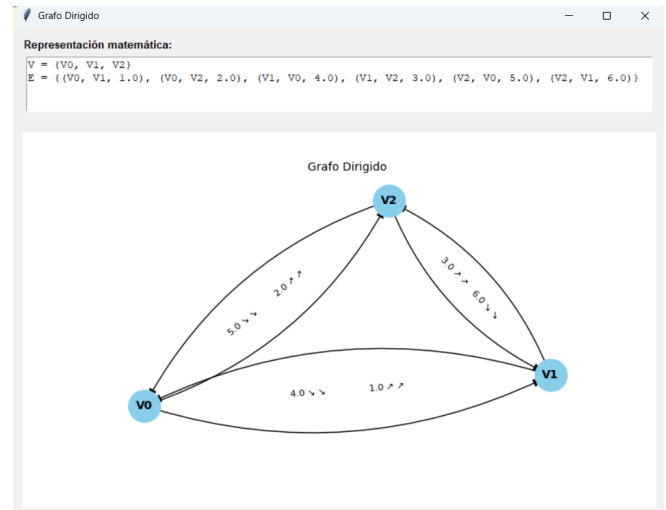 Grafo Dirigido
Representación matemática:
V = {V0, V1, V2}
E = {(V0, V1, 1.0), (V0, V2, 2.0), (V1, V0, 4.0), (V1, V2, 3.0), (V2, V0, 5.0), (V2, V1, 6.0)}
Grafo Dirigido
V2
3.0 ↗ ↗
2.0 ↗ ↗
6.0 ↘ ↘
5.0 ↘ ↘
V1
4.0 ↘ ↘ 1.0 ↗ ↗
V0